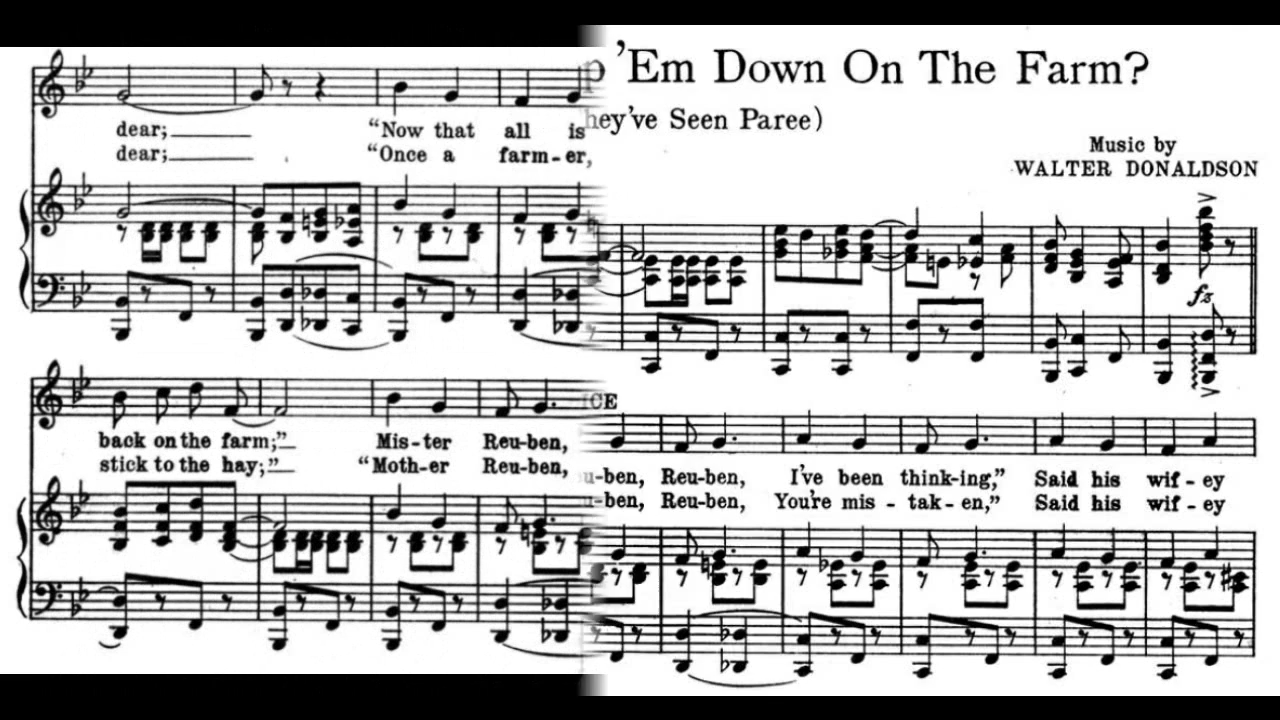 'Em Down On The Farm?
hey've Seen Paree)
Music by
WALTER DONALDSON
dear; "Now that all is
dear; "Once a farm-er,
fz
ICE
back on the farm;" Mis-ter Reu-ben,
stick to the hay;" "Moth-er Reu-ben,
u-ben, Reu-ben, I've been think-ing," Said his wif-ey
ben, Reu-ben, You're mis-tak-en," Said his wif-ey